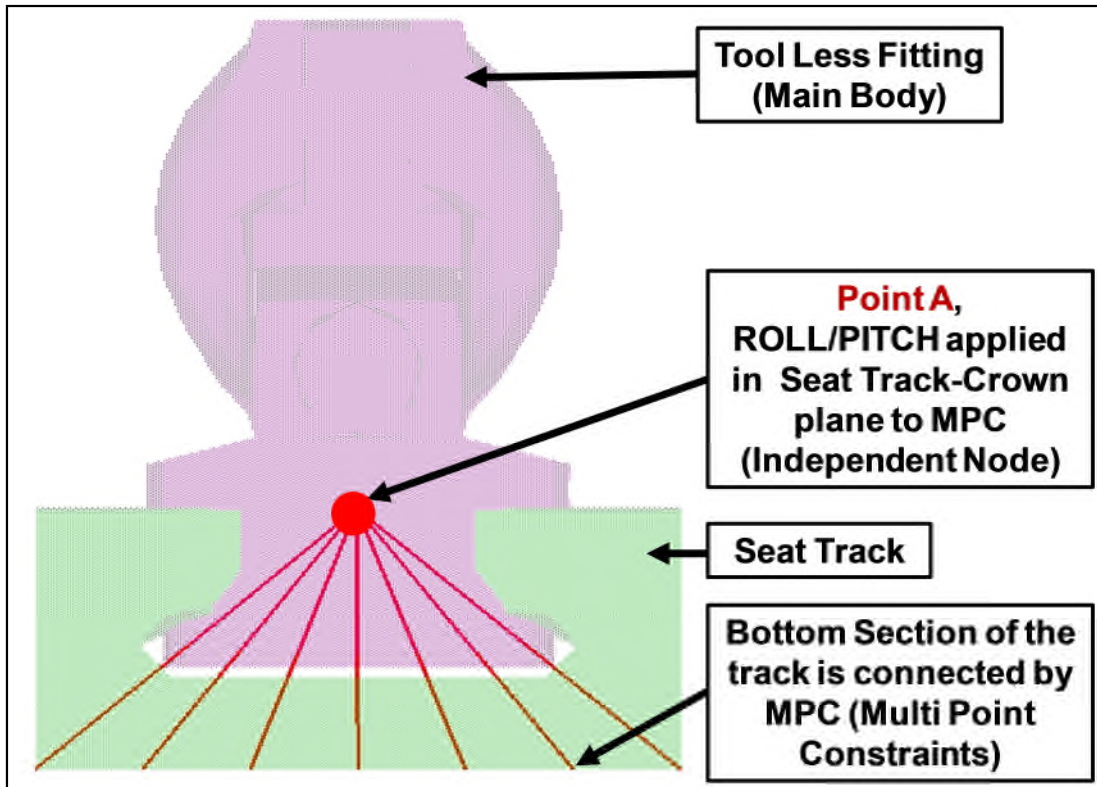 Tool Less Fitting
(Main Body)
Point A,
ROLL/PITCH applied
in Seat Track-Crown
plane to MPC
(Independent Node)
Seat Track
Bottom Section of the
track is connected by
MPC (Multi Point
Constraints)